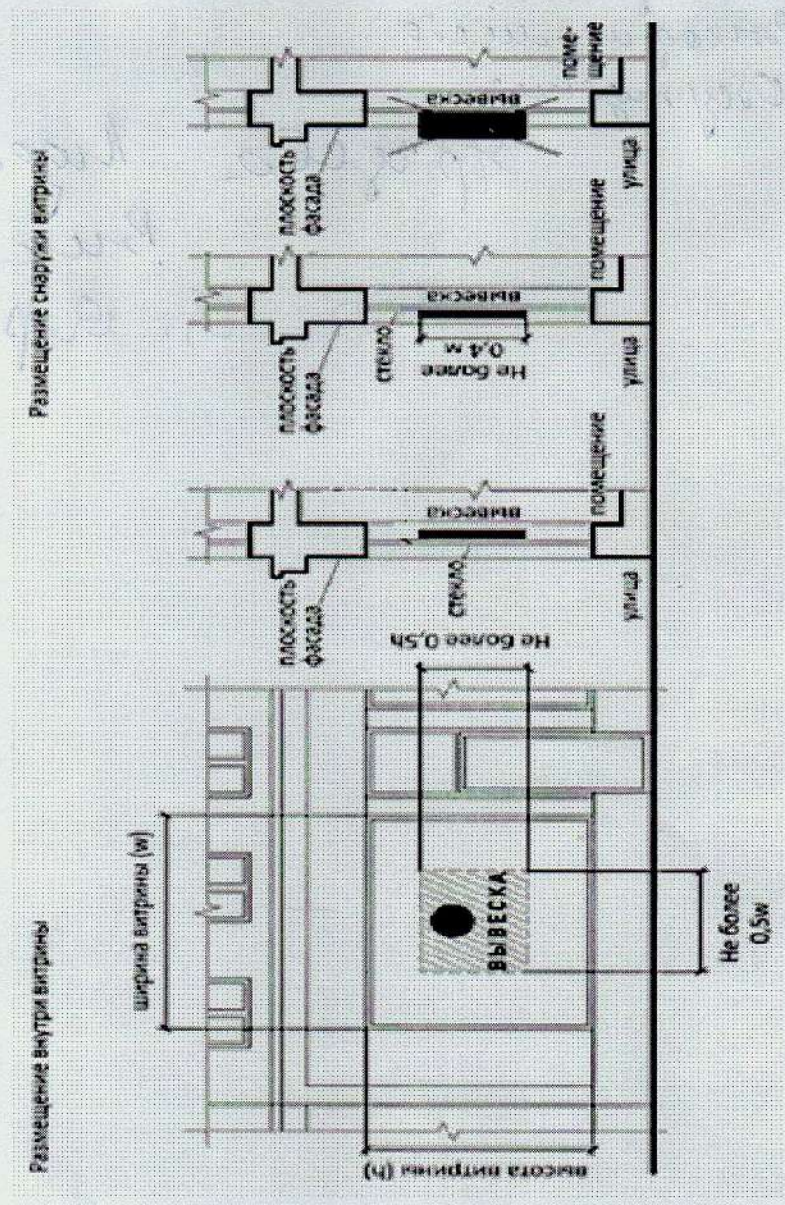 Размещение внутри витрины
Размещение снаружи витрины
ширина витрины (w)
высота витрины (h)
ВЫВЕСКА
Не более
0,5w
Не более 0,5h
плоскость
фасада
стекло
вывеска
помещение
улица
плоскость
фасада
стекло
вывеска
Не более
0,4 м
помещение
улица
плоскость
фасада
вывеска
поме-
щение
улица